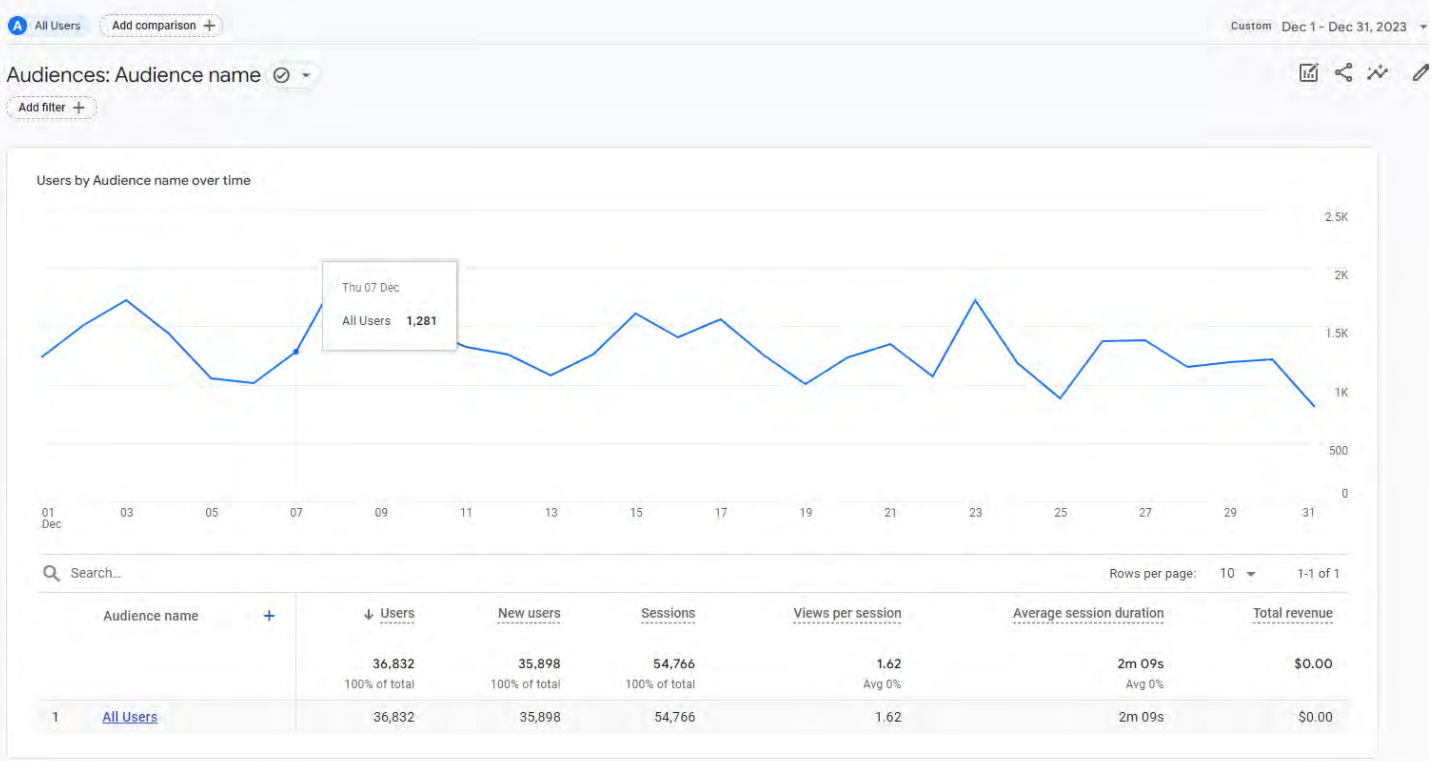 A All Users Add comparison + Custom Dec 1 - Dec 31, 2023
Audiences: Audience name
Add filter +
Users by Audience name over time
2.5K
2K
Thu 07 Dec
All Users 1,281
1.5K
1K
500
0
01 03 05 07 09 11 13 15 17 19 21 23 25 27 29 31
Dec
Search... Rows per page: 10 1-1 of 1
Audience name + ↓ Users New users Sessions Views per session Average session duration Total revenue
36,832 35,898 54,766 1.62 2m 09s $0.00
100% of total 100% of total 100% of total Avg 0% Avg 0%
1 All Users 36,832 35,898 54,766 1.62 2m 09s $0.00